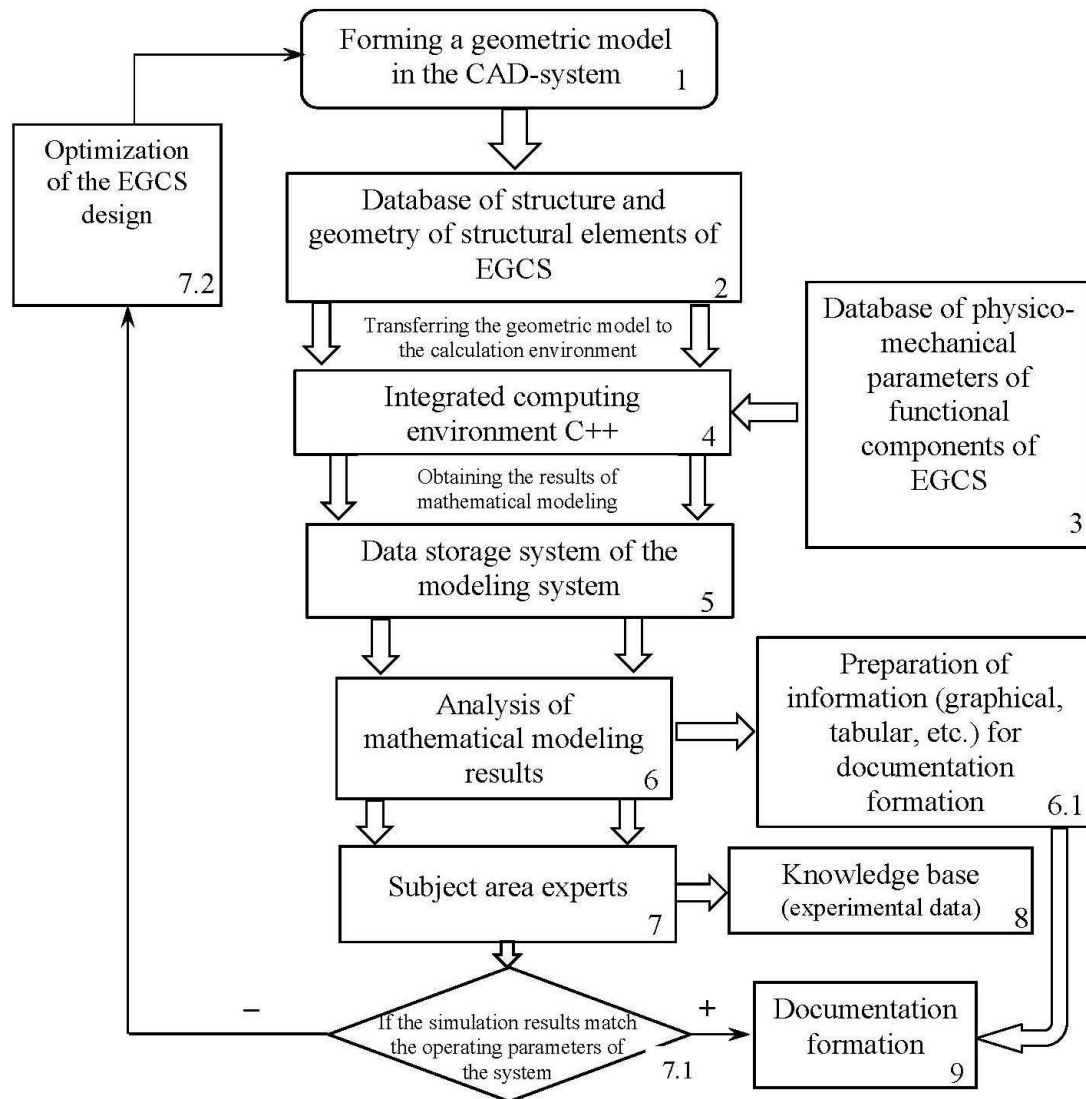 Forming a geometric model
in the CAD-system
1
Optimization
of the EGCS
design
7.2
Database of structure and
geometry of structural elements of
EGCS
2
Transferring the geometric model to
the calculation environment
Database of physico-
mechanical
parameters of
functional
components of
EGCS
3
Integrated computing
environment C++
4
Obtaining the results of
mathematical modeling
Data storage system of the
modeling system
5
Analysis of
mathematical modeling
results
6
Preparation of
information (graphical,
tabular, etc.) for
documentation
formation
6.1
Subject area experts
7
Knowledge base
(experimental data)
8
–
+
If the simulation results match
the operating parameters of
the system
7.1
Documentation
formation
9